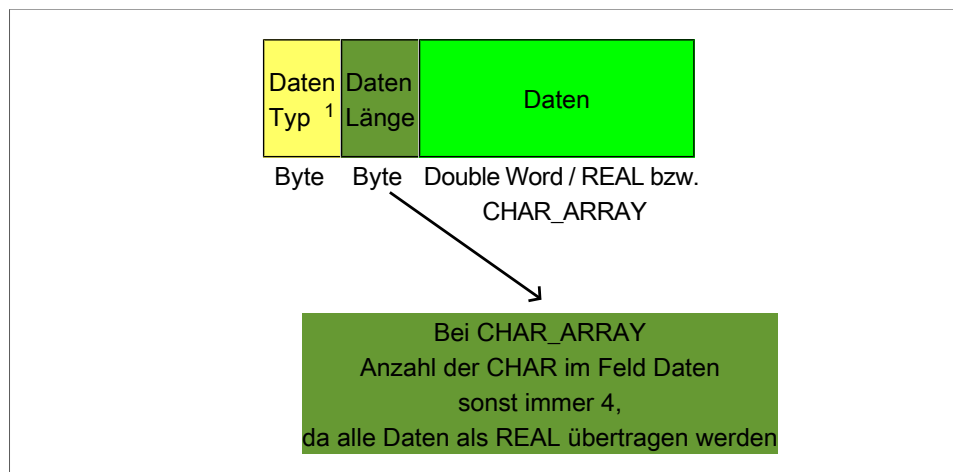 Daten Daten Daten
Typ 1 Länge
Byte Byte Double Word / REAL bzw.
CHAR_ARRAY
Bei CHAR_ARRAY
Anzahl der CHAR im Feld Daten
sonst immer 4,
da alle Daten als REAL übertragen werden